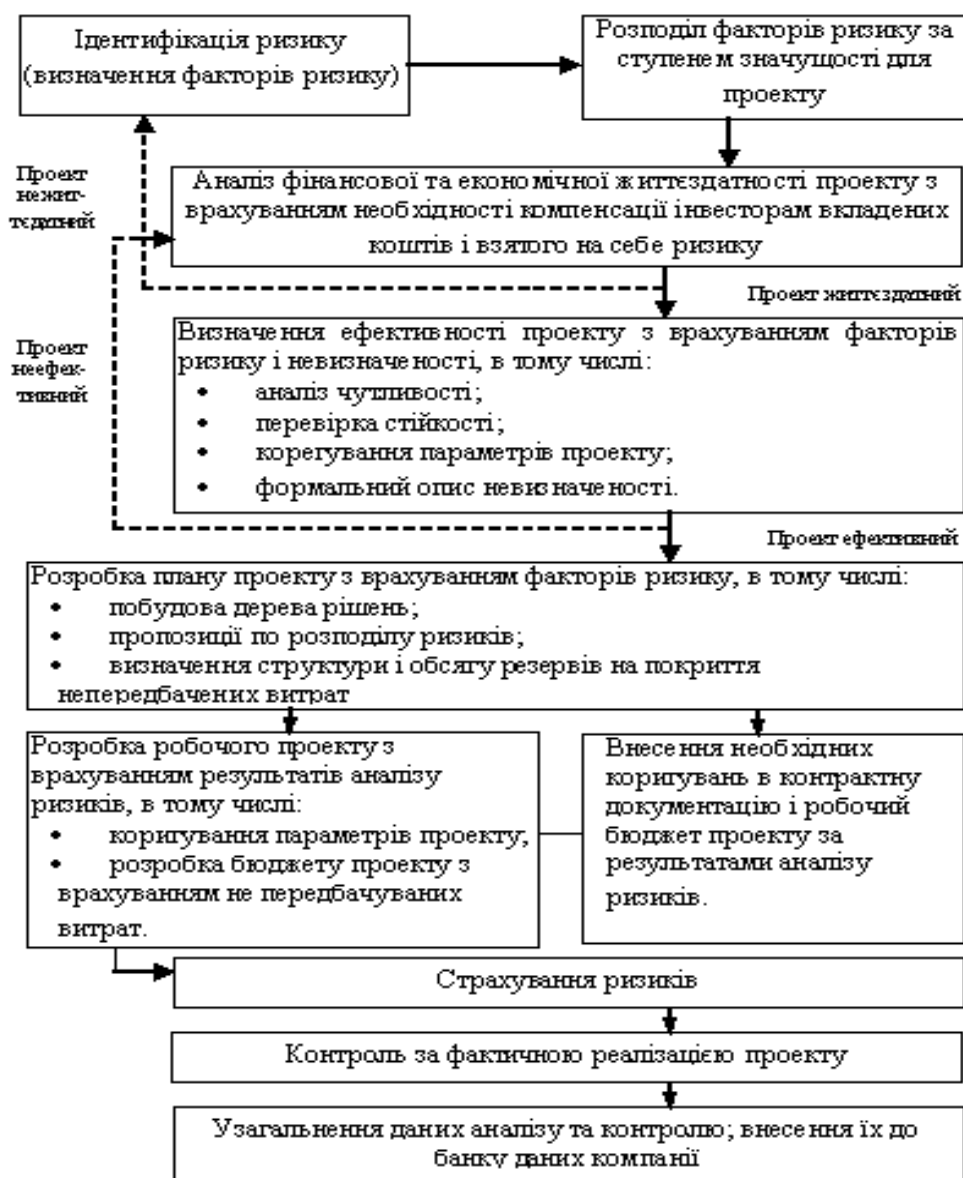 Ідентифікація ризику
(визначення факторів ризику)
Розподіл факторів ризику за
ступенем значущості для
проекту
Проект
нежит-
тєдатний
Аналіз фінансової та економічної життєздатності проекту з
врахуванням необхідності компенсації інвесторам вкладених
коштів і взятого на себе ризику
Проект життєздатний
Проект
неефек-
тивний
Визначення ефективності проекту з врахуванням факторів
ризику і невизначеності, в тому числі:
• аналіз чутливості;
• перевірка стійкості;
• корегування параметрів проекту;
• формальний опис невизначеності.
Проект ефективний
Розробка плану проекту з врахуванням факторів ризику, в тому числі:
• побудова дерева рішень;
• пропозиції по розподілу ризиків;
• визначення структури і обсягу резервів на покриття
непередбачених витрат
Розробка робочого проекту з
врахуванням результатів аналізу
ризиків, в тому числі:
• коригування параметрів проекту;
• розробка бюджету проекту з
врахуванням не передбачуваних
витрат.
Внесення необхідних
коригувань в контрактну
документацію і робочий
бюджет проекту за
результатами аналізу
ризиків.
Страхування ризиків
Контроль за фактичною реалізацією проекту
Узагальнення даних аналізу та контролю; внесення їх до
банку даних компанії